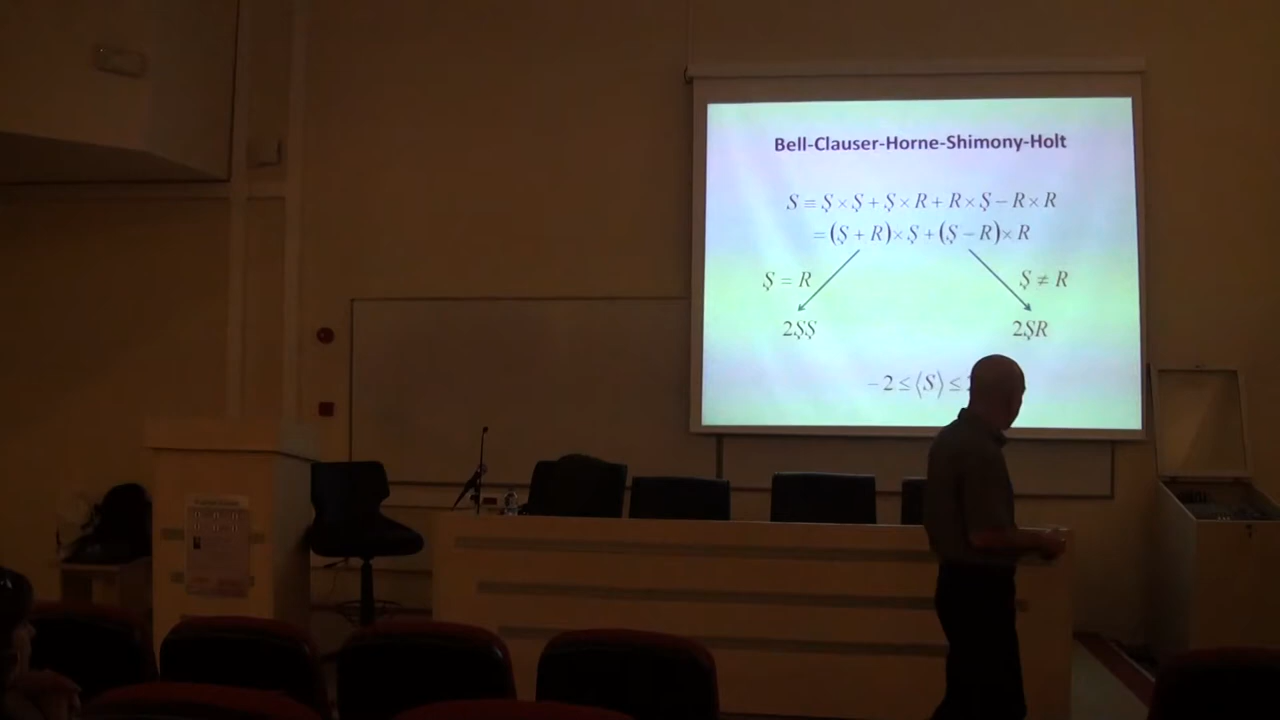 Bell-Clauser-Horne-Shimony-Holt
S ≡ Ş × Ş + Ş × R + R × Ş − R × R
= (Ş + R) × Ş + (Ş − R) × R
Ş = R
Ş ≠ R
2ŞŞ
2ŞR
− 2 ≤ ⟨S⟩ ≤